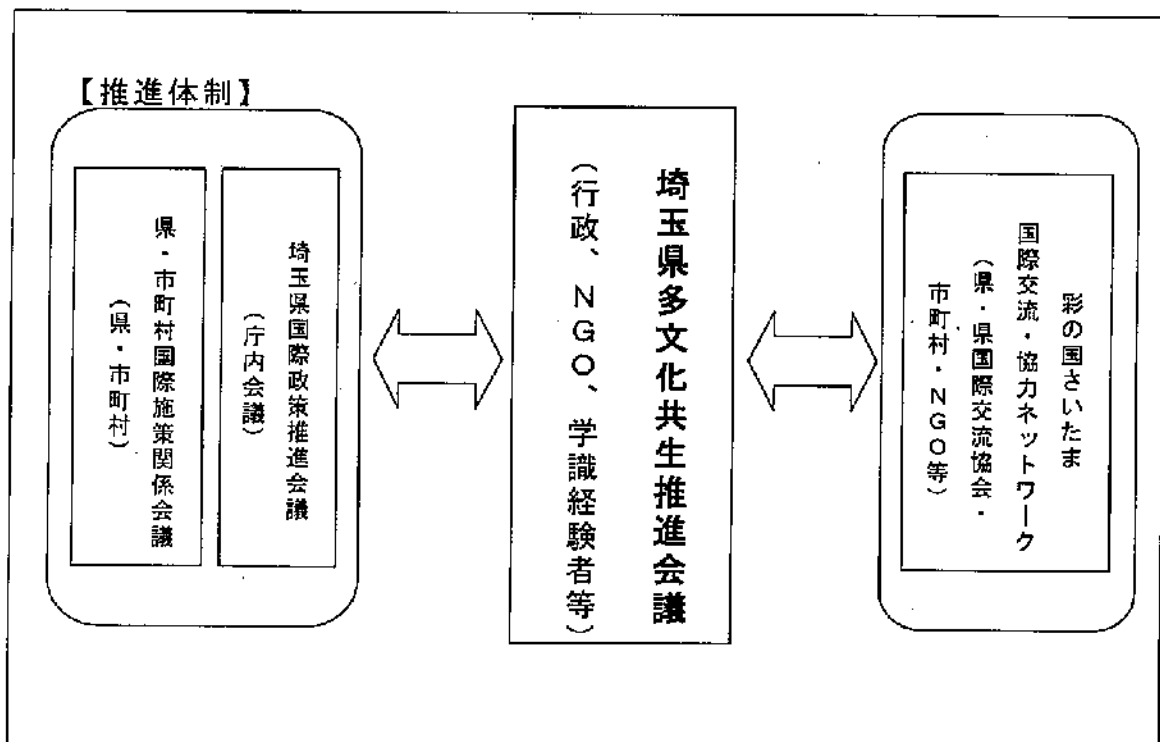 【推進体制】
埼玉県国際政策推進会議
（庁内会議）
県・市町村国際施策関係会議
（県・市町村）
埼玉県多文化共生推進会議
（行政、NGO、学識経験者等）
彩の国さいたま
国際交流・協力ネットワーク
（県・県国際交流協会・
市町村・NGO等）